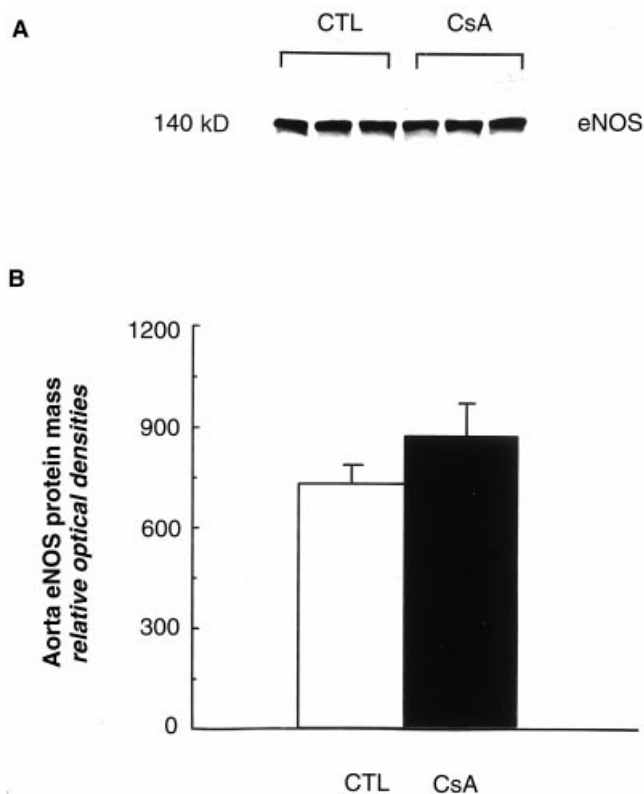 A
CTL CsA
140 kD eNOS
B
Aorta eNOS protein mass
relative optical densities
1200
900
600
300
0
CTL CsA